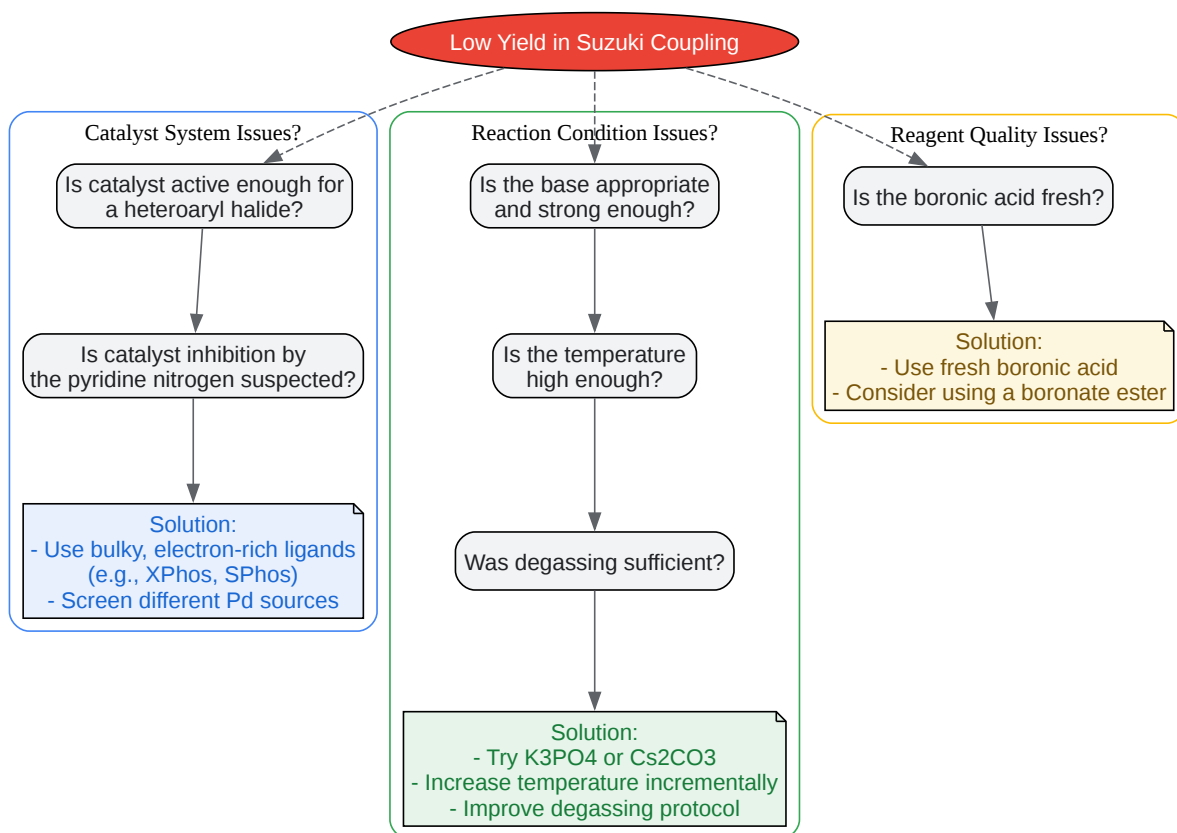 Low Yield in Suzuki Coupling
Catalyst System Issues?
Is catalyst active enough for
a heteroaryl halide?
Is catalyst inhibition by
the pyridine nitrogen suspected?
Solution:
- Use bulky, electron-rich ligands
(e.g., XPhos, SPhos)
- Screen different Pd sources
Reaction Condition Issues?
Is the base appropriate
and strong enough?
Is the temperature
high enough?
Was degassing sufficient?
Solution:
- Try K3PO4 or Cs2CO3
- Increase temperature incrementally
- Improve degassing protocol
Reagent Quality Issues?
Is the boronic acid fresh?
Solution:
- Use fresh boronic acid
- Consider using a boronate ester